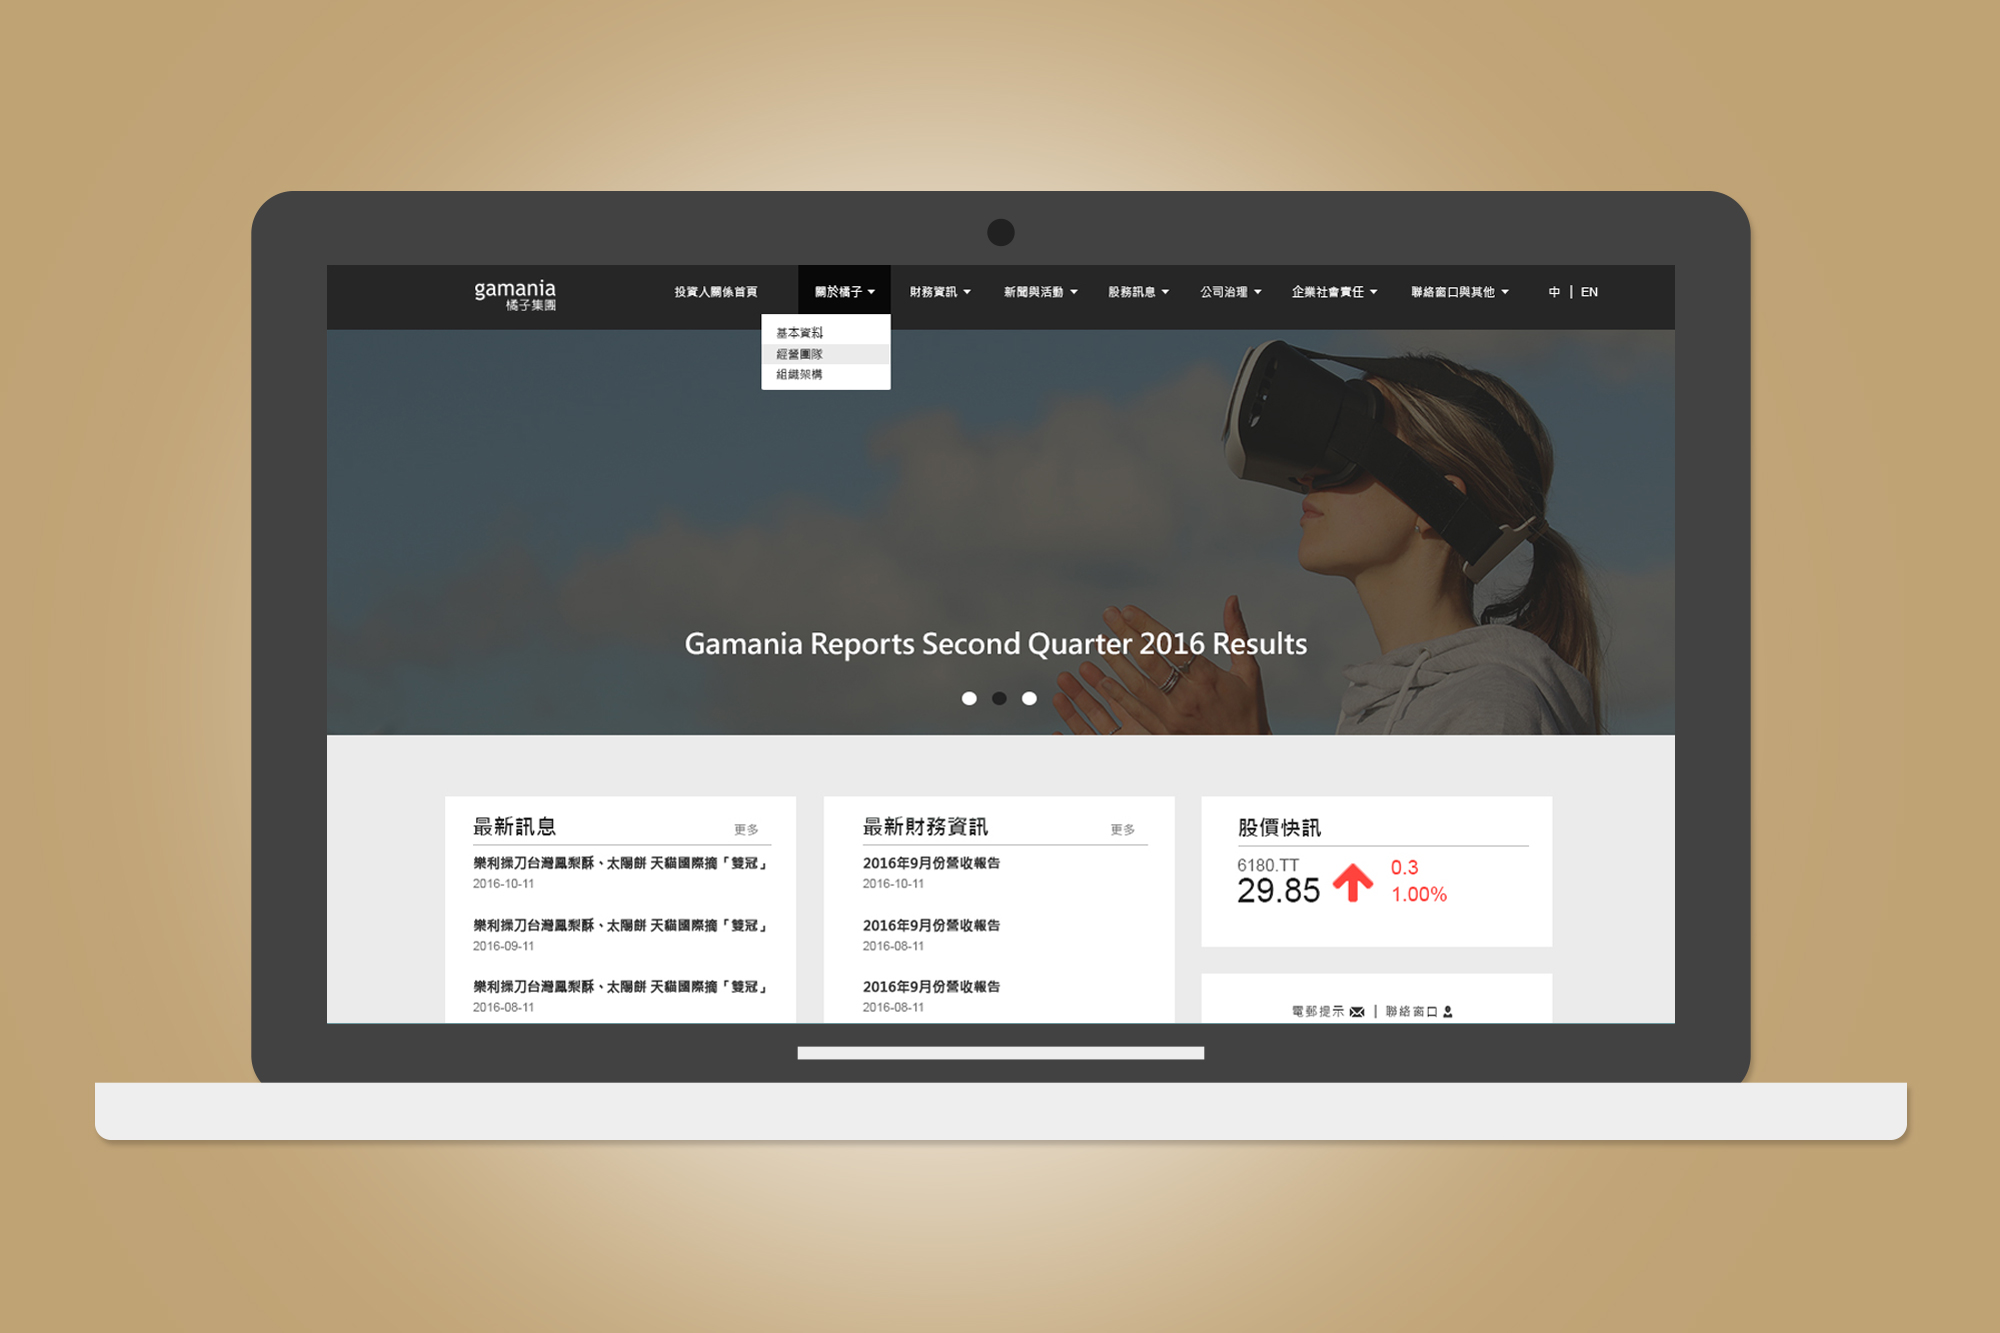 gamania
橘子集團
投資人關係首頁 關於橘子 財務資訊 新聞與活動 股務訊息 公司治理 企業社會責任 聯絡窗口與其他 中 | EN
基本資料
經營團隊
組織架構
Gamania Reports Second Quarter 2016 Results
最新訊息 更多
樂利操刀台灣鳳梨酥、太陽餅 天貓國際摘「雙冠」
2016-10-11
樂利操刀台灣鳳梨酥、太陽餅 天貓國際摘「雙冠」
2016-09-11
樂利操刀台灣鳳梨酥、太陽餅 天貓國際摘「雙冠」
2016-08-11
最新財務資訊 更多
2016年9月份營收報告
2016-10-11
2016年9月份營收報告
2016-08-11
2016年9月份營收報告
2016-08-11
股價快訊
6180.TT
29.85
0.3
1.00%
電郵提示 | 聯絡窗口